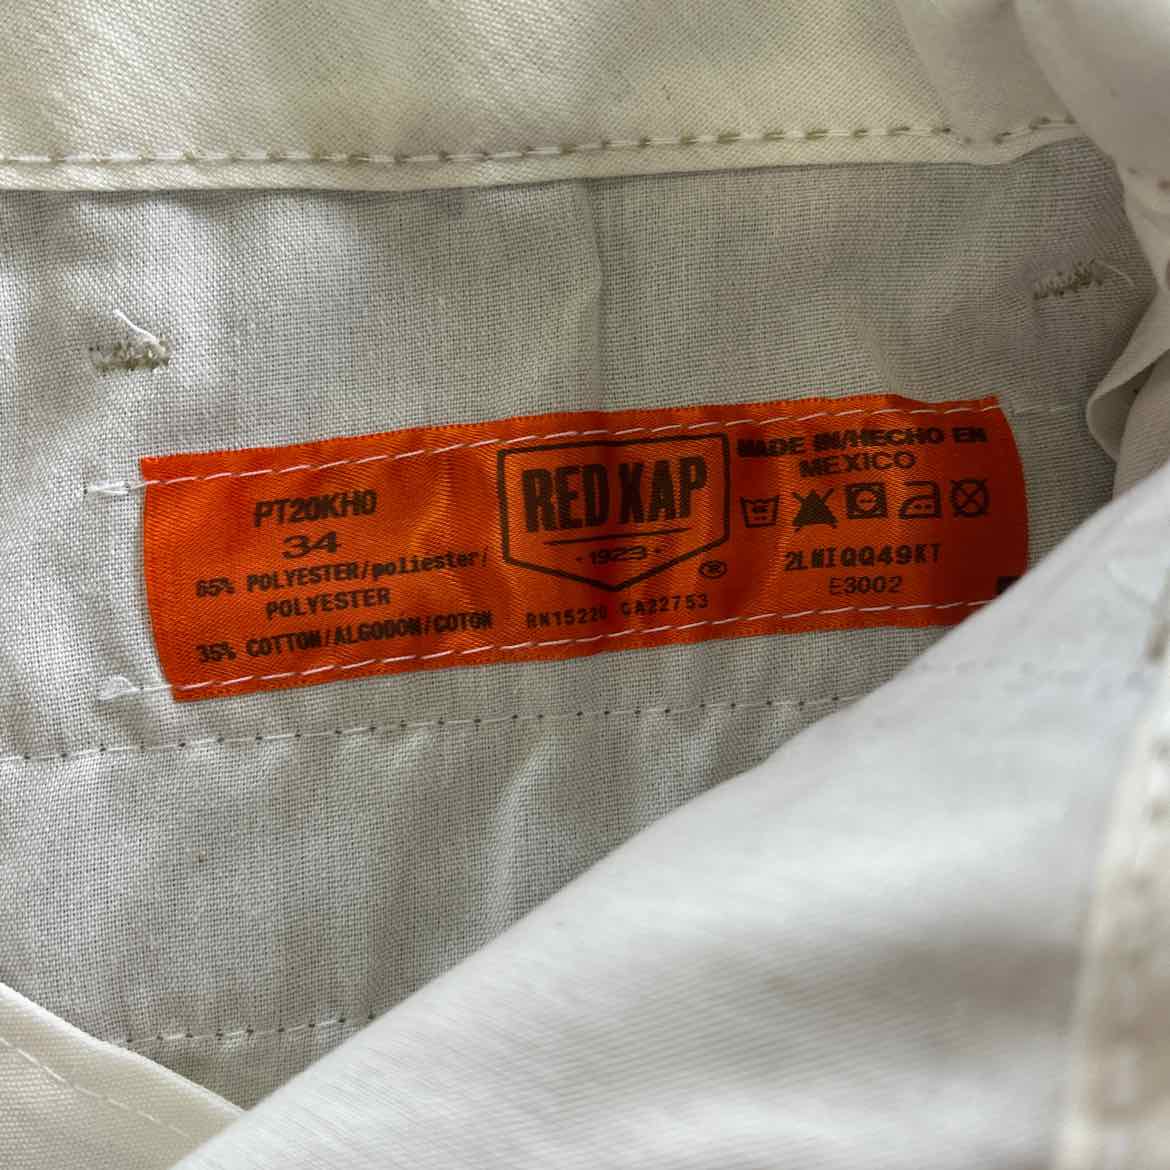 PT20KH0
34
65% POLYESTER/poliester/
POLYESTER
35% COTTON/ALGODON/COTON
RED KAP
·1923·
®
RN15220 CA22753
MADE IN/HECHO EN
MEXICO
E3002